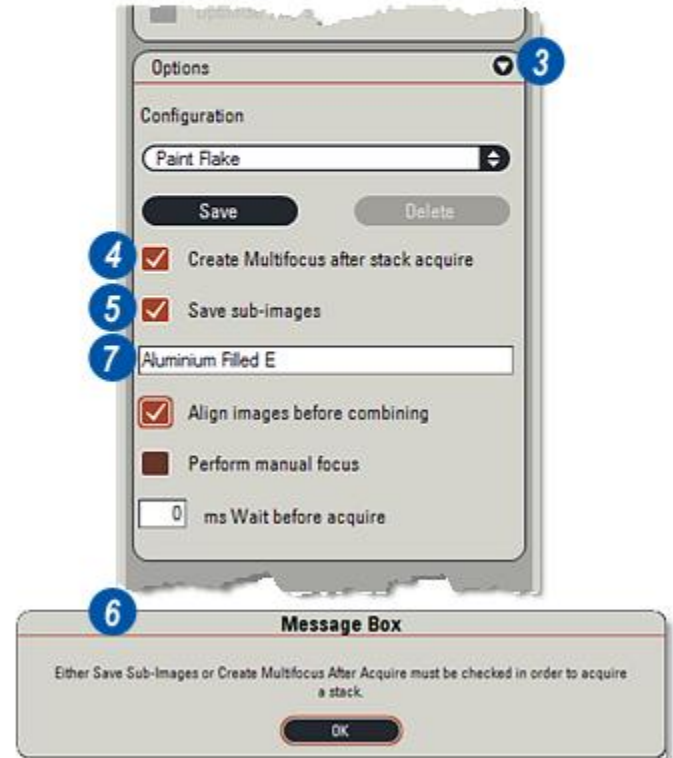 Options 3
Configuration
Paint Flake
Save Delete
4 Create Multifocus after stack acquire
5 Save sub-images
7 Aluminium Filled E
Align images before combining
Perform manual focus
0 ms Wait before acquire
6 Message Box
Either Save Sub-Images or Create Multifocus After Acquire must be checked in order to acquire
a stack.
OK